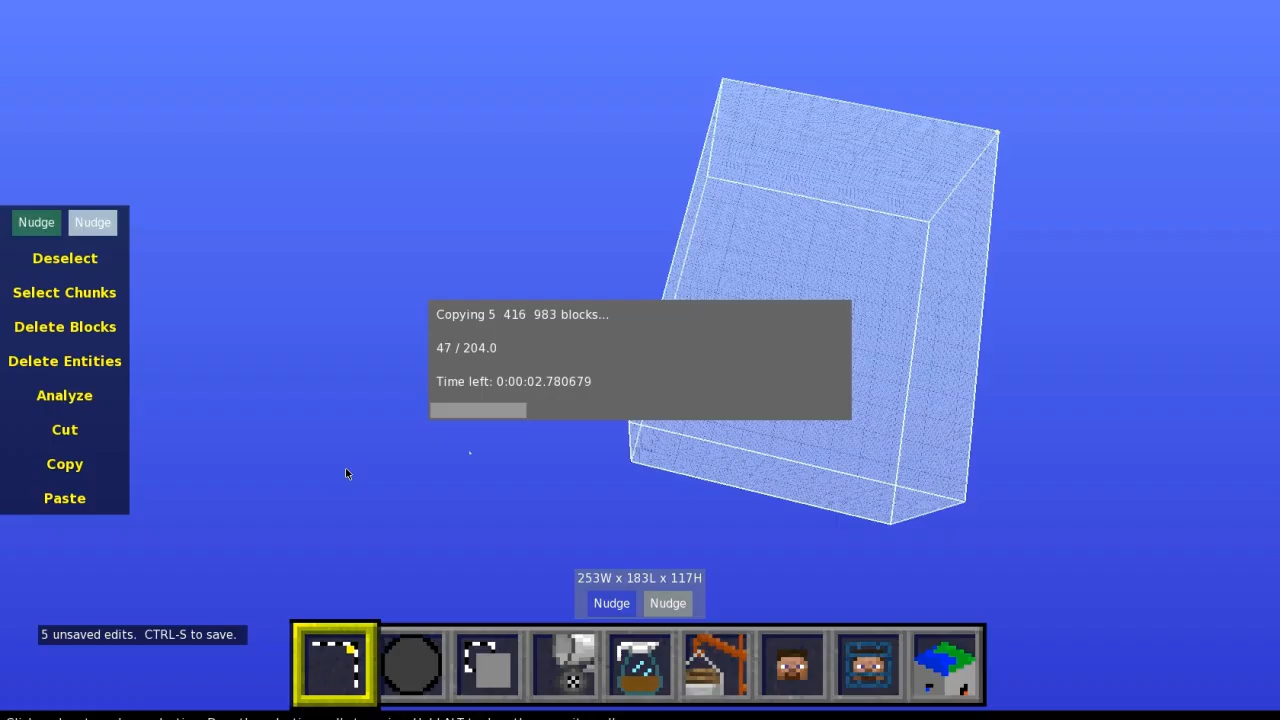 Nudge Nudge
Deselect
Select Chunks
Delete Blocks
Delete Entities
Analyze
Cut
Copy
Paste
Copying 5 416 983 blocks...
47 / 204.0
Time left: 0:00:02.780679
253W x 183L x 117H
Nudge Nudge
5 unsaved edits. CTRL-S to save.